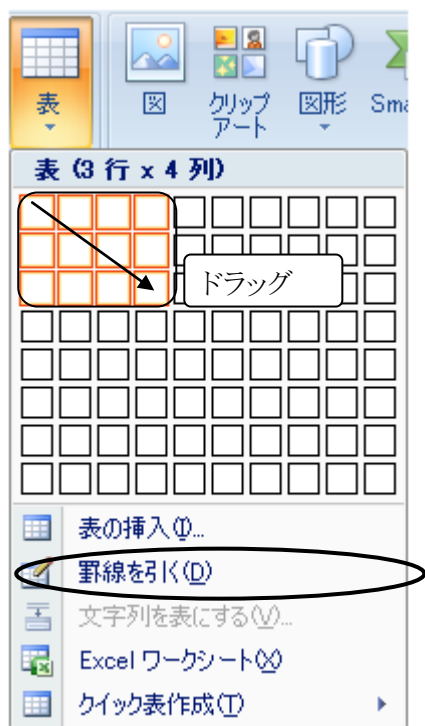 表
図
クリップ
アート
図形
Sma
表 (3 行 x 4 列)
ドラッグ
表の挿入(I)...
罫線を引く(D)
文字列を表にする(V)...
Excel ワークシート(X)
クイック表作成(T)